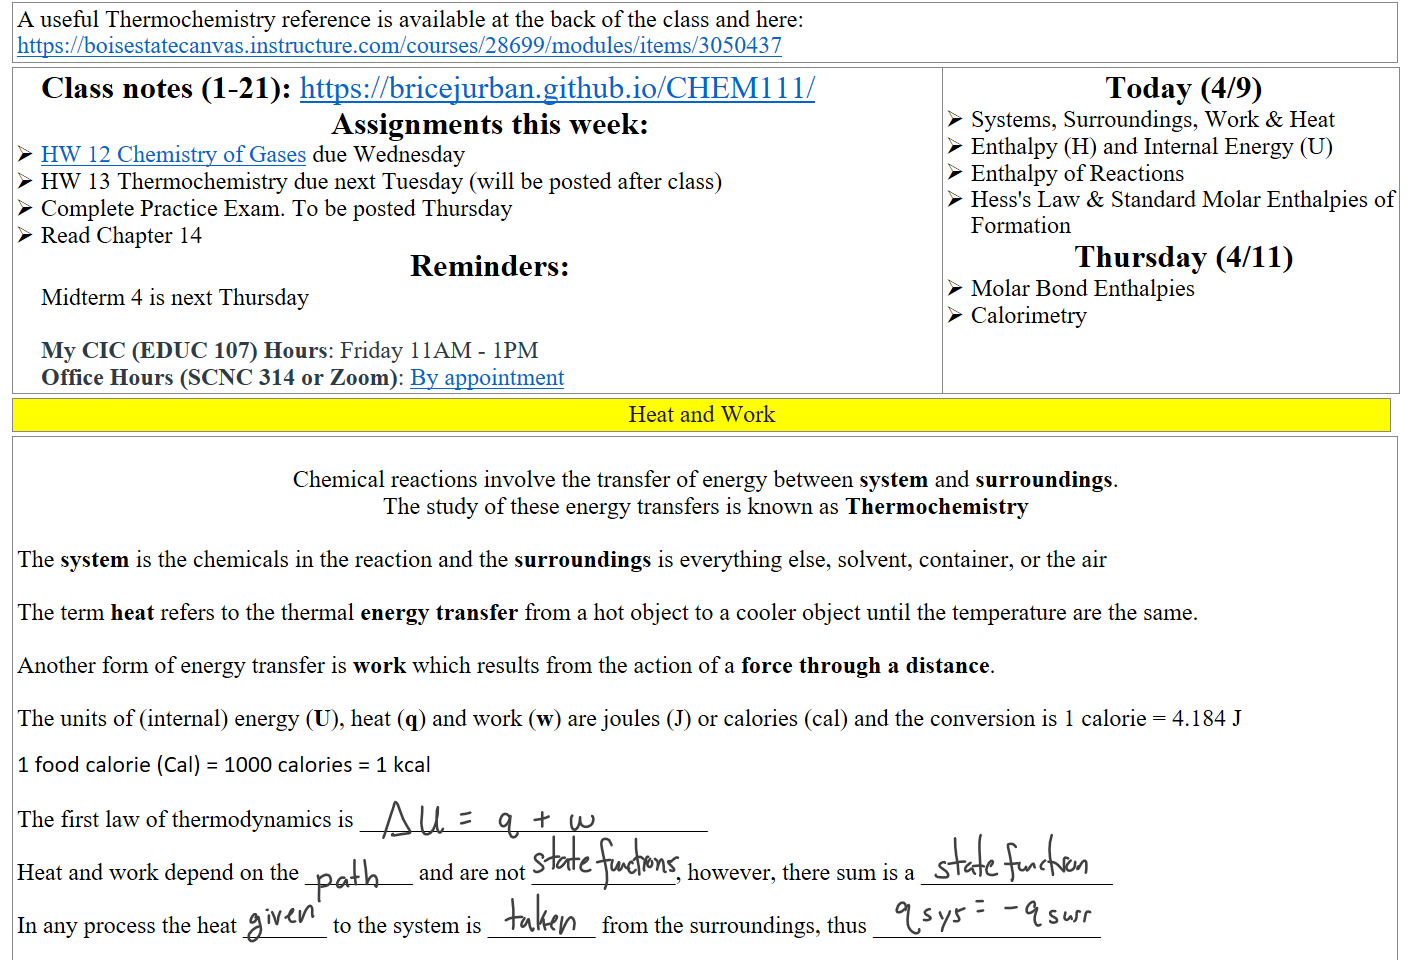 A useful Thermochemistry reference is available at the back of the class and here:
https://boisestatecanvas.instructure.com/courses/28699/modules/items/3050437
Class notes (1-21): https://bricejurban.github.io/CHEM111/
Assignments this week:
➢ HW 12 Chemistry of Gases due Wednesday
➢ HW 13 Thermochemistry due next Tuesday (will be posted after class)
➢ Complete Practice Exam. To be posted Thursday
➢ Read Chapter 14
Reminders:
Midterm 4 is next Thursday
My CIC (EDUC 107) Hours: Friday 11AM - 1PM
Office Hours (SCNC 314 or Zoom): By appointment
Today (4/9)
➢ Systems, Surroundings, Work & Heat
➢ Enthalpy (H) and Internal Energy (U)
➢ Enthalpy of Reactions
➢ Hess's Law & Standard Molar Enthalpies of
Formation
Thursday (4/11)
➢ Molar Bond Enthalpies
➢ Calorimetry
Heat and Work
Chemical reactions involve the transfer of energy between system and surroundings.
The study of these energy transfers is known as Thermochemistry
The system is the chemicals in the reaction and the surroundings is everything else, solvent, container, or the air
The term heat refers to the thermal energy transfer from a hot object to a cooler object until the temperature are the same.
Another form of energy transfer is work which results from the action of a force through a distance.
The units of (internal) energy (U), heat (q) and work (w) are joules (J) or calories (cal) and the conversion is 1 calorie = 4.184 J
1 food calorie (Cal) = 1000 calories = 1 kcal
The first law of thermodynamics is ΔU = q + w
Heat and work depend on the path and are not state functions, however, there sum is a state function
In any process the heat given to the system is taken from the surroundings, thus q sys = -q surr